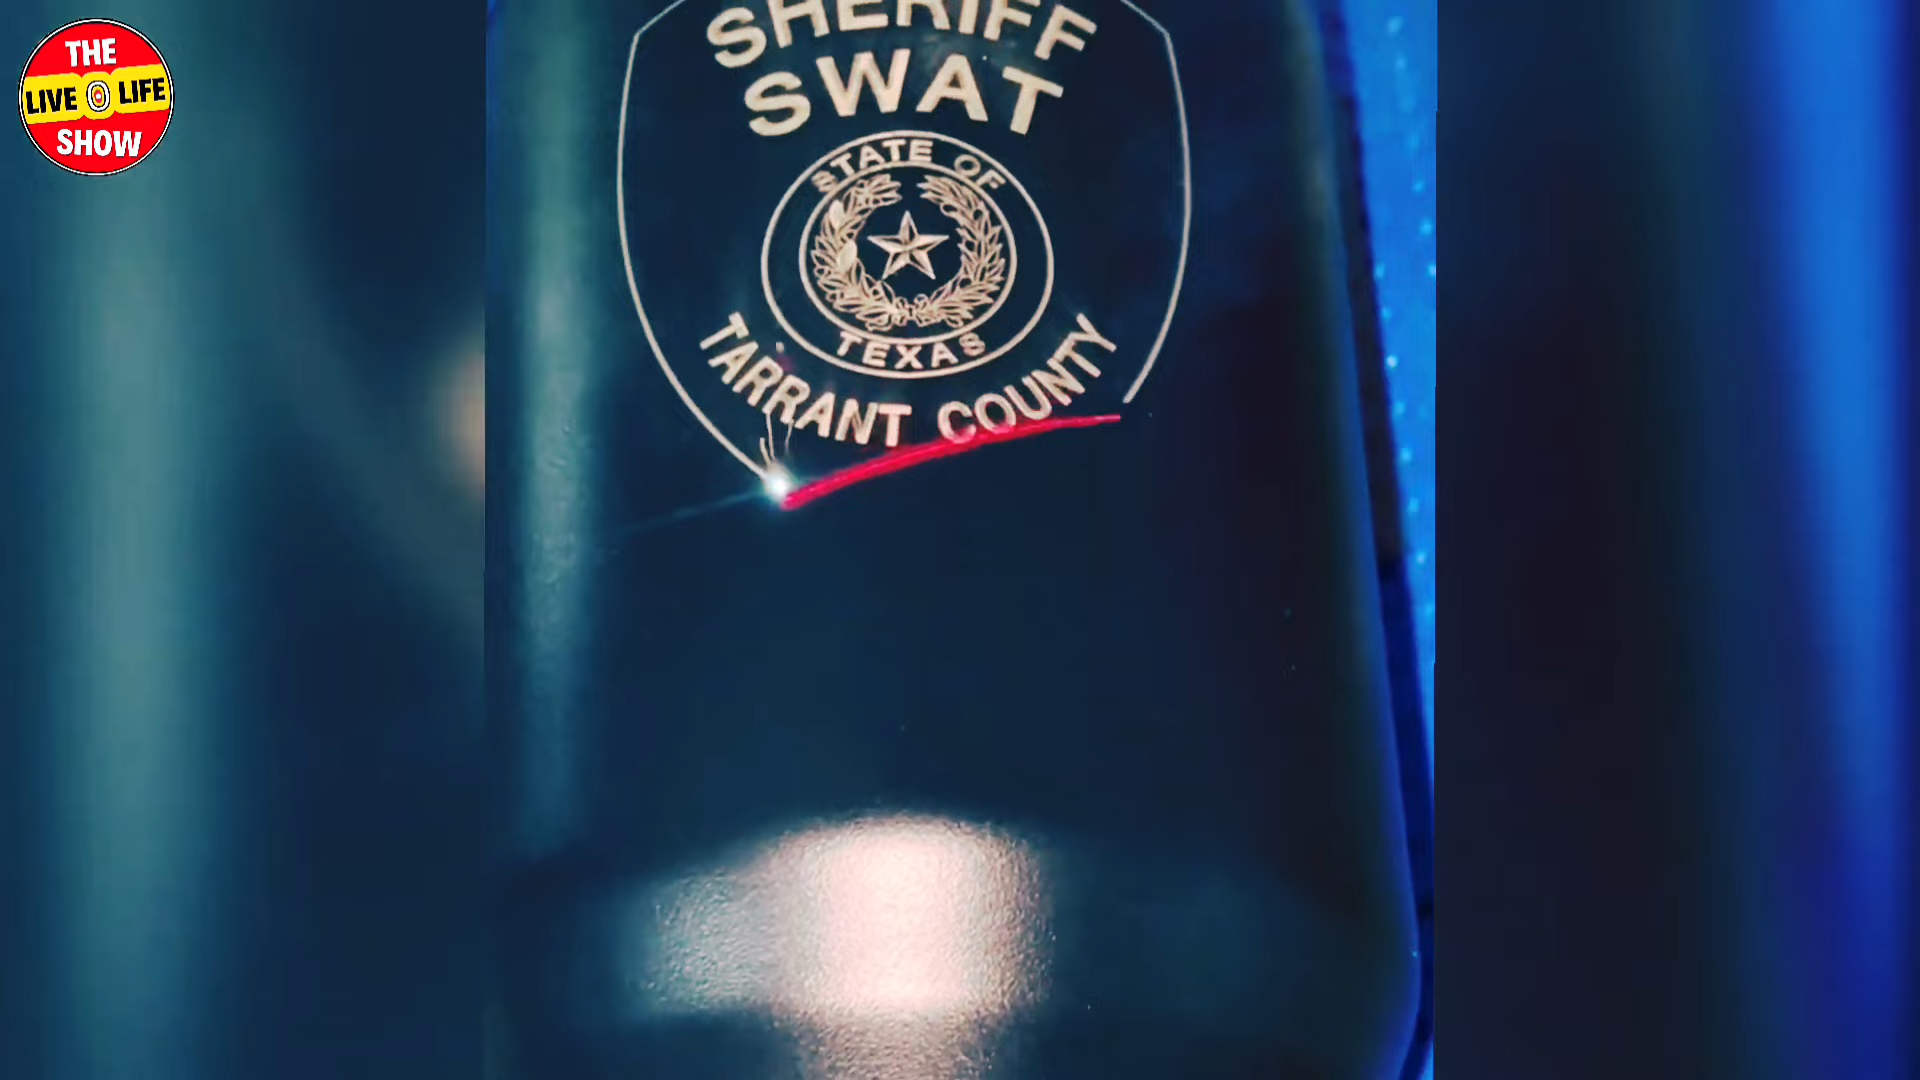 THE
LIVE LIFE
SHOW
SHERIFF
SWAT
STATE OF
TEXAS
TARRANT COUNTY